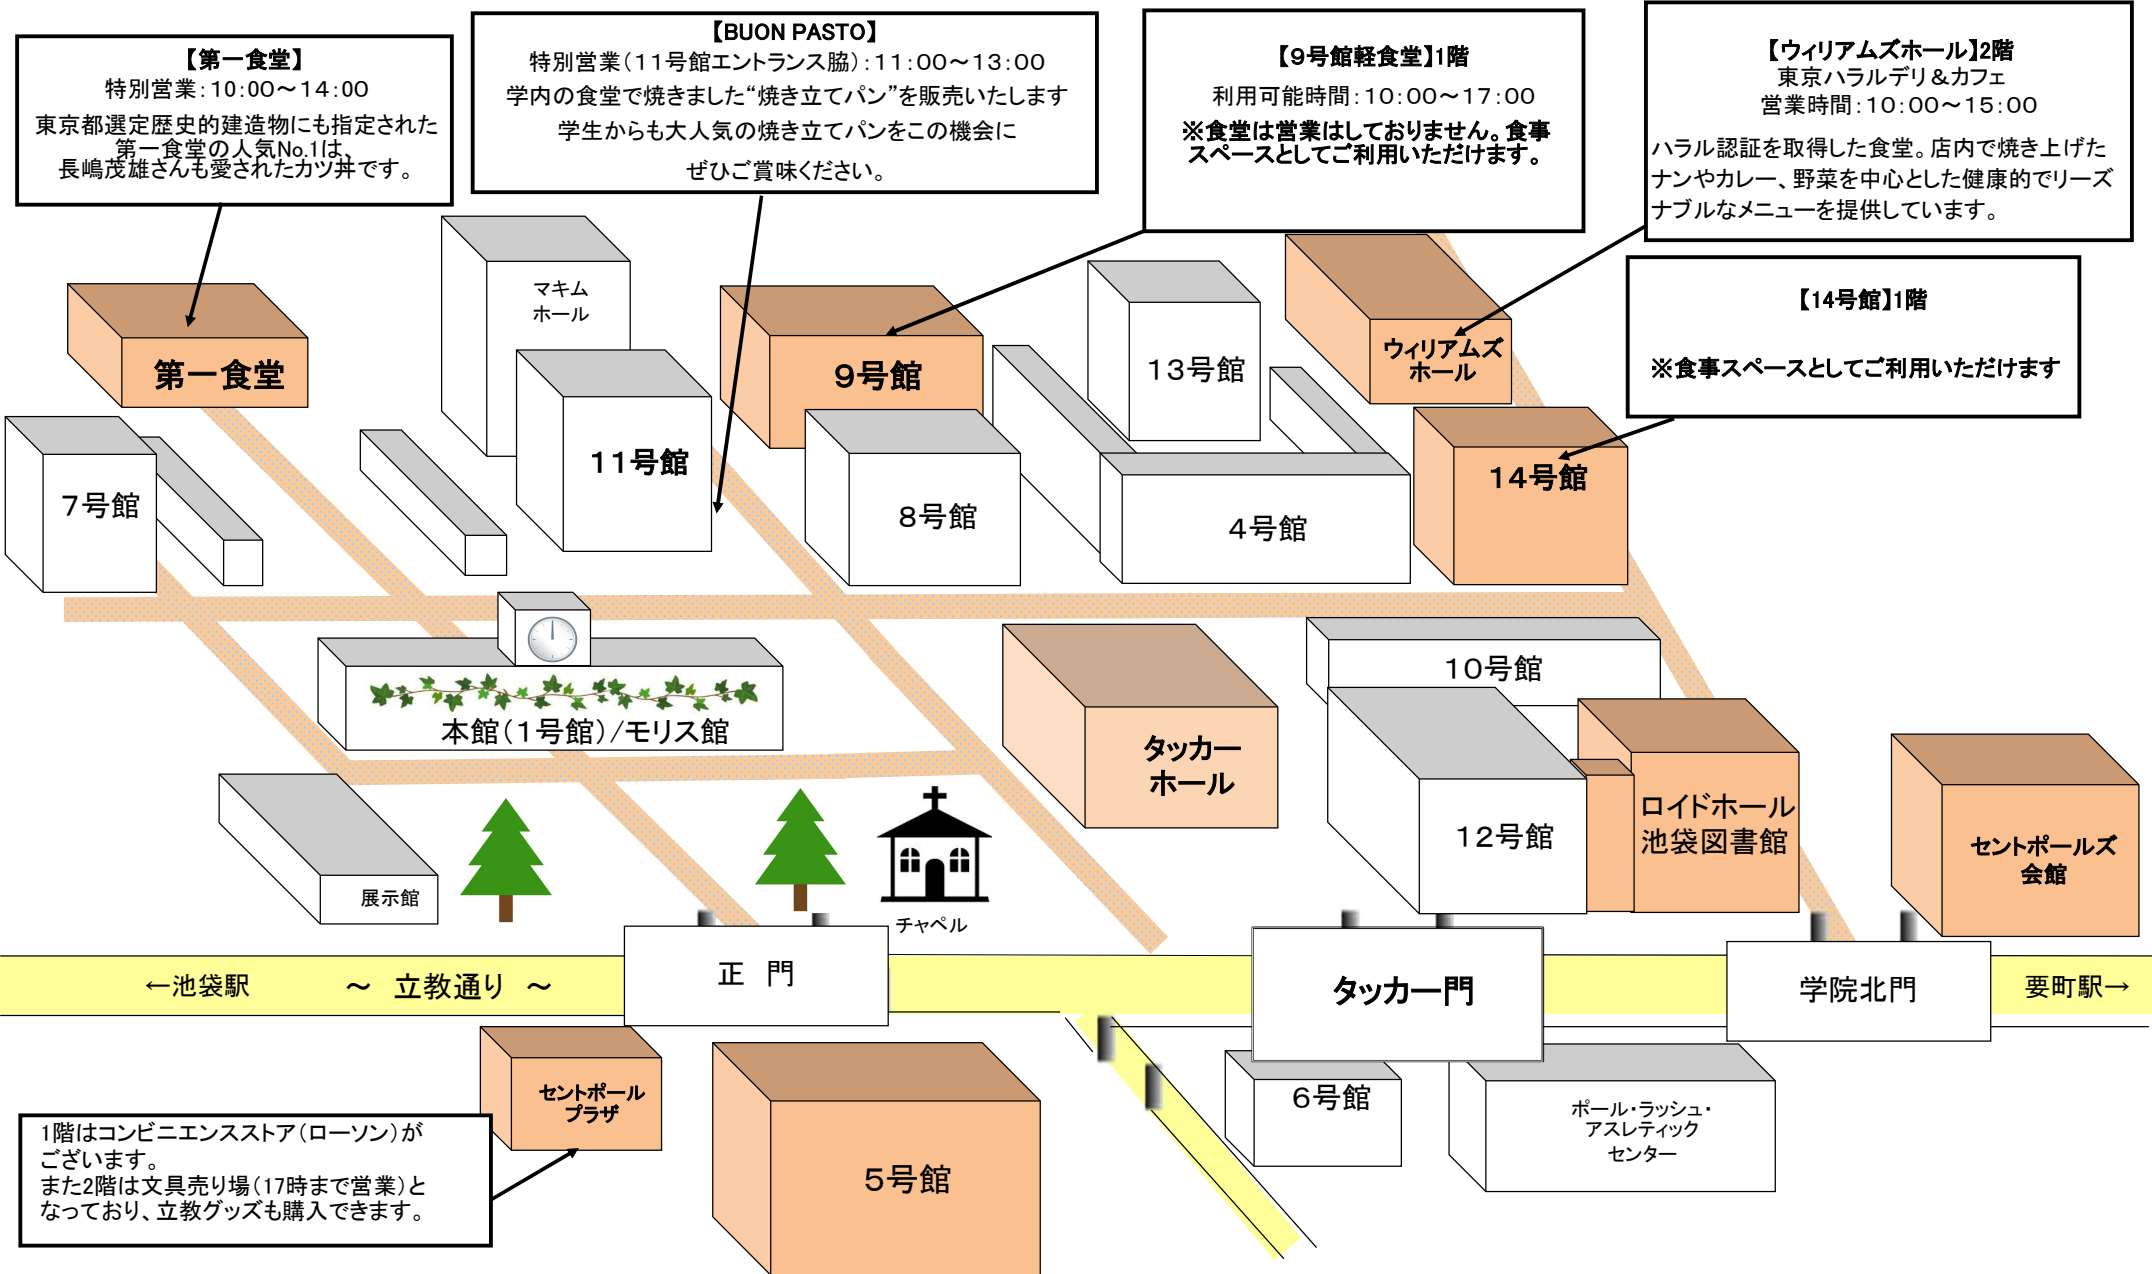 【第一食堂】
特別営業：10:00～14:00
東京都選定歴史的建造物にも指定された
第一食堂の人気No.1は、
長嶋茂雄さんも愛されたカツ丼です。
【BUON PASTO】
特別営業（11号館エントランス脇）：11:00～13:00
学内の食堂で焼きました“焼き立てパン”を販売いたします
学生からも大人気の焼き立てパンをこの機会に
ぜひご賞味ください。
【9号館軽食堂】1階
利用可能時間：10:00～17:00
※食堂は営業はしておりません。食事
スペースとしてご利用いただけます。
【ウィリアムズホール】2階
東京ハラルデリ＆カフェ
営業時間：10:00～15:00
ハラル認証を取得した食堂。店内で焼き上げた
ナンやカレー、野菜を中心とした健康的でリーズ
ナブルなメニューを提供しています。
【14号館】1階
※食事スペースとしてご利用いただけます
マキム
ホール
第一食堂
9号館
13号館
ウィリアムズ
ホール
7号館
11号館
8号館
4号館
14号館
本館（1号館）/モリス館
10号館
タッカー
ホール
12号館
ロイドホール
池袋図書館
セントポールズ
会館
展示館
チャペル
←池袋駅
～ 立教通り ～
正 門
タッカー門
学院北門
要町駅→
セントポール
プラザ
5号館
6号館
ポール・ラッシュ・
アスレティック
センター
1階はコンビニエンスストア（ローソン）が
ございます。
また2階は文具売り場（17時まで営業）と
なっており、立教グッズも購入できます。